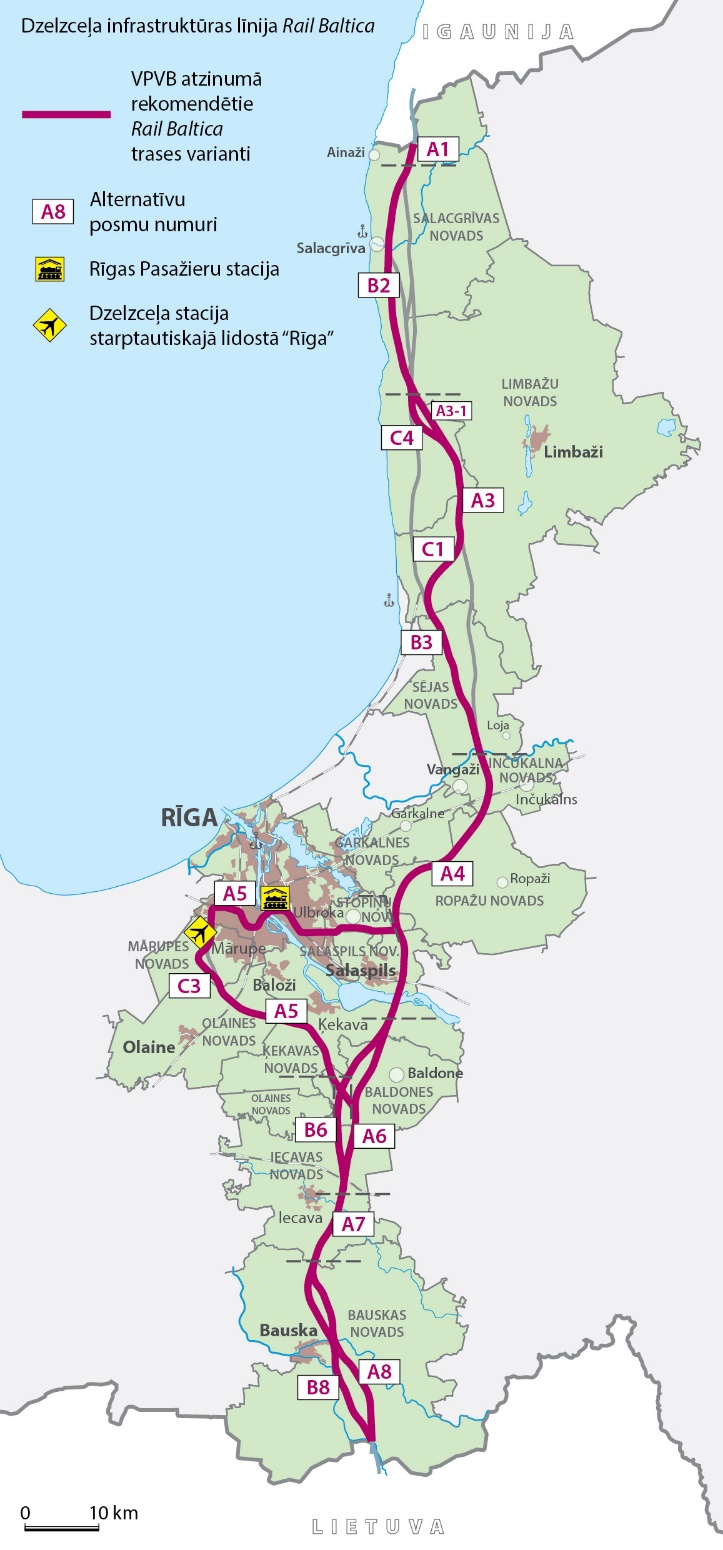 Dzelzceļa infrastruktūras līnija Rail Baltica
IGAUNIJA
VPVB atzinumā
rekomendētie
Rail Baltica
trases varianti
A8
Alternatīvu
posmu numuri
Rīgas Pasažieru stacija
Dzelzceļa stacija
starptautiskajā lidostā “Rīga”
Ainaži
A1
SALACGRĪVAS
NOVADS
Salacgrīva
B2
LIMBAŽU
NOVADS
A3-1
C4
Limbaži
A3
C1
B3
SĒJAS
NOVADS
Loja
Vangaži
INČUKALNA
NOVADS
Inčukalns
RĪGA
Garkalne
GARKALNES
NOVADS
A4
Ropaži
ROPAŽU NOVADS
A5
Ulbroka
STOPIŅU
NOV.
MĀRUPES
NOVADS
Mārupe
SALASPILS NOV.
Salaspils
C3
Baloži
A5
Ķekava
OLAINES
NOVADS
Olaine
ĶEKAVAS
NOVADS
Baldone
BALDONES
NOVADS
OLAINES
NOVADS
B6
A6
IECAVAS
NOVADS
Iecava
A7
BAUSKAS
NOVADS
Bauska
A8
B8
0 10 km
LIETUVA